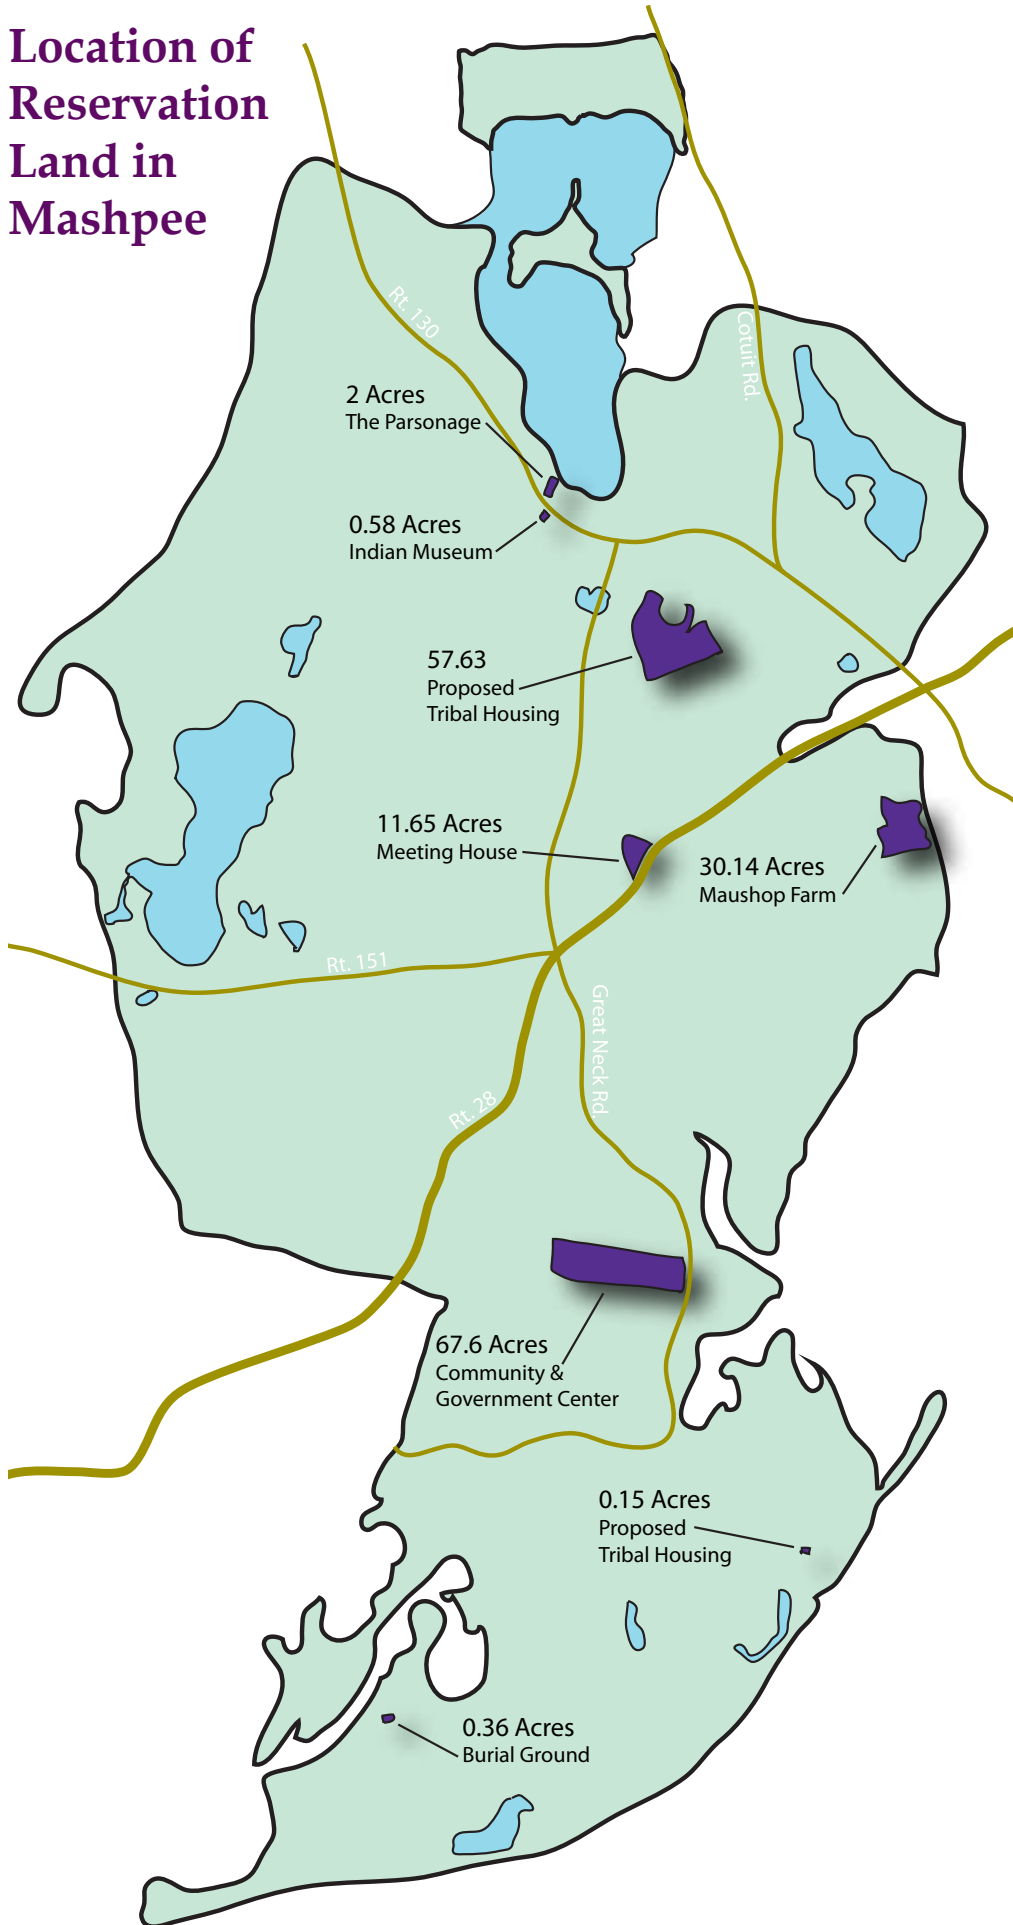 Location of
Reservation
Land in
Mashpee
Rt. 130
Cotuit Rd.
2 Acres
The Parsonage
0.58 Acres
Indian Museum
57.63
Proposed
Tribal Housing
11.65 Acres
Meeting House
30.14 Acres
Maushop Farm
Rt. 151
Great Neck Rd.
Rt. 28
67.6 Acres
Community &
Government Center
0.15 Acres
Proposed
Tribal Housing
0.36 Acres
Burial Ground